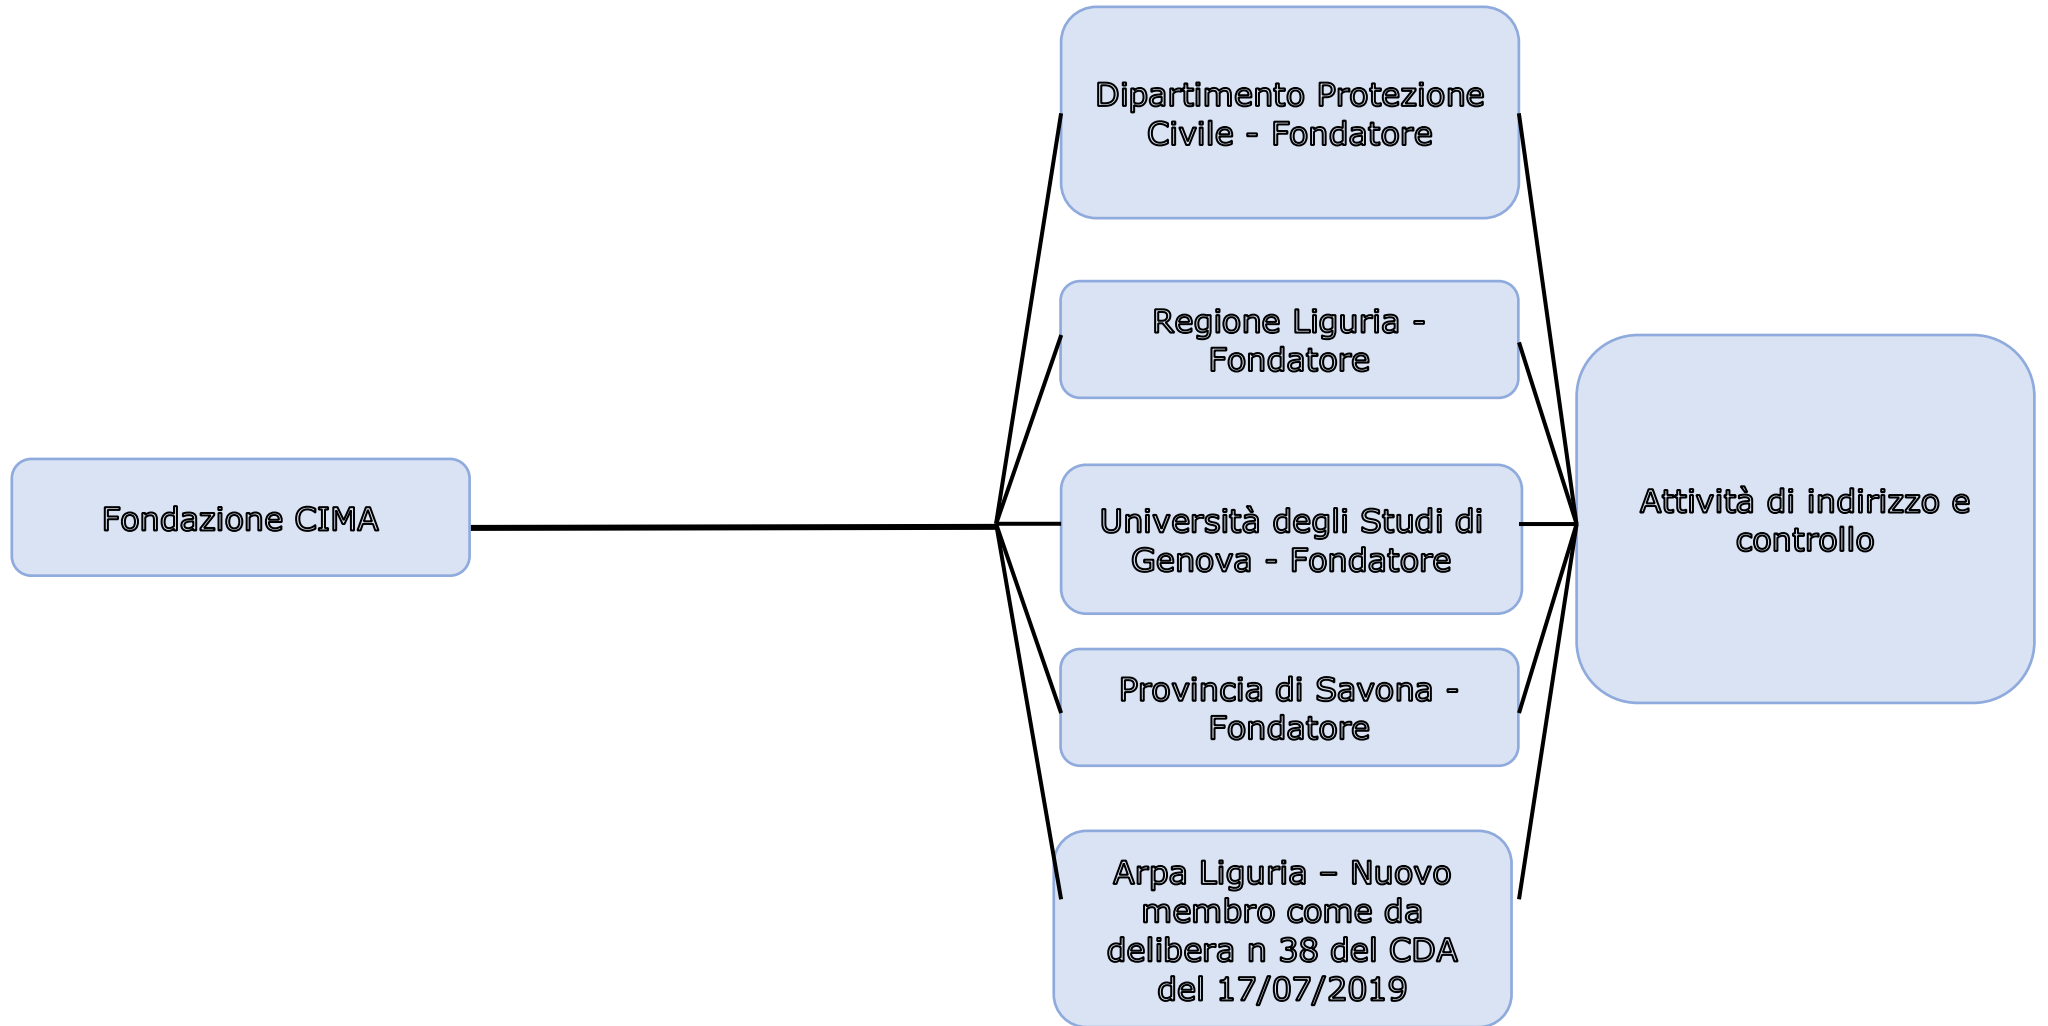 Dipartimento Protezione
Civile - Fondatore
Regione Liguria -
Fondatore
Fondazione CIMA
Università degli Studi di
Genova - Fondatore
Attività di indirizzo e
controllo
Provincia di Savona -
Fondatore
Arpa Liguria – Nuovo
membro come da
delibera n 38 del CDA
del 17/07/2019